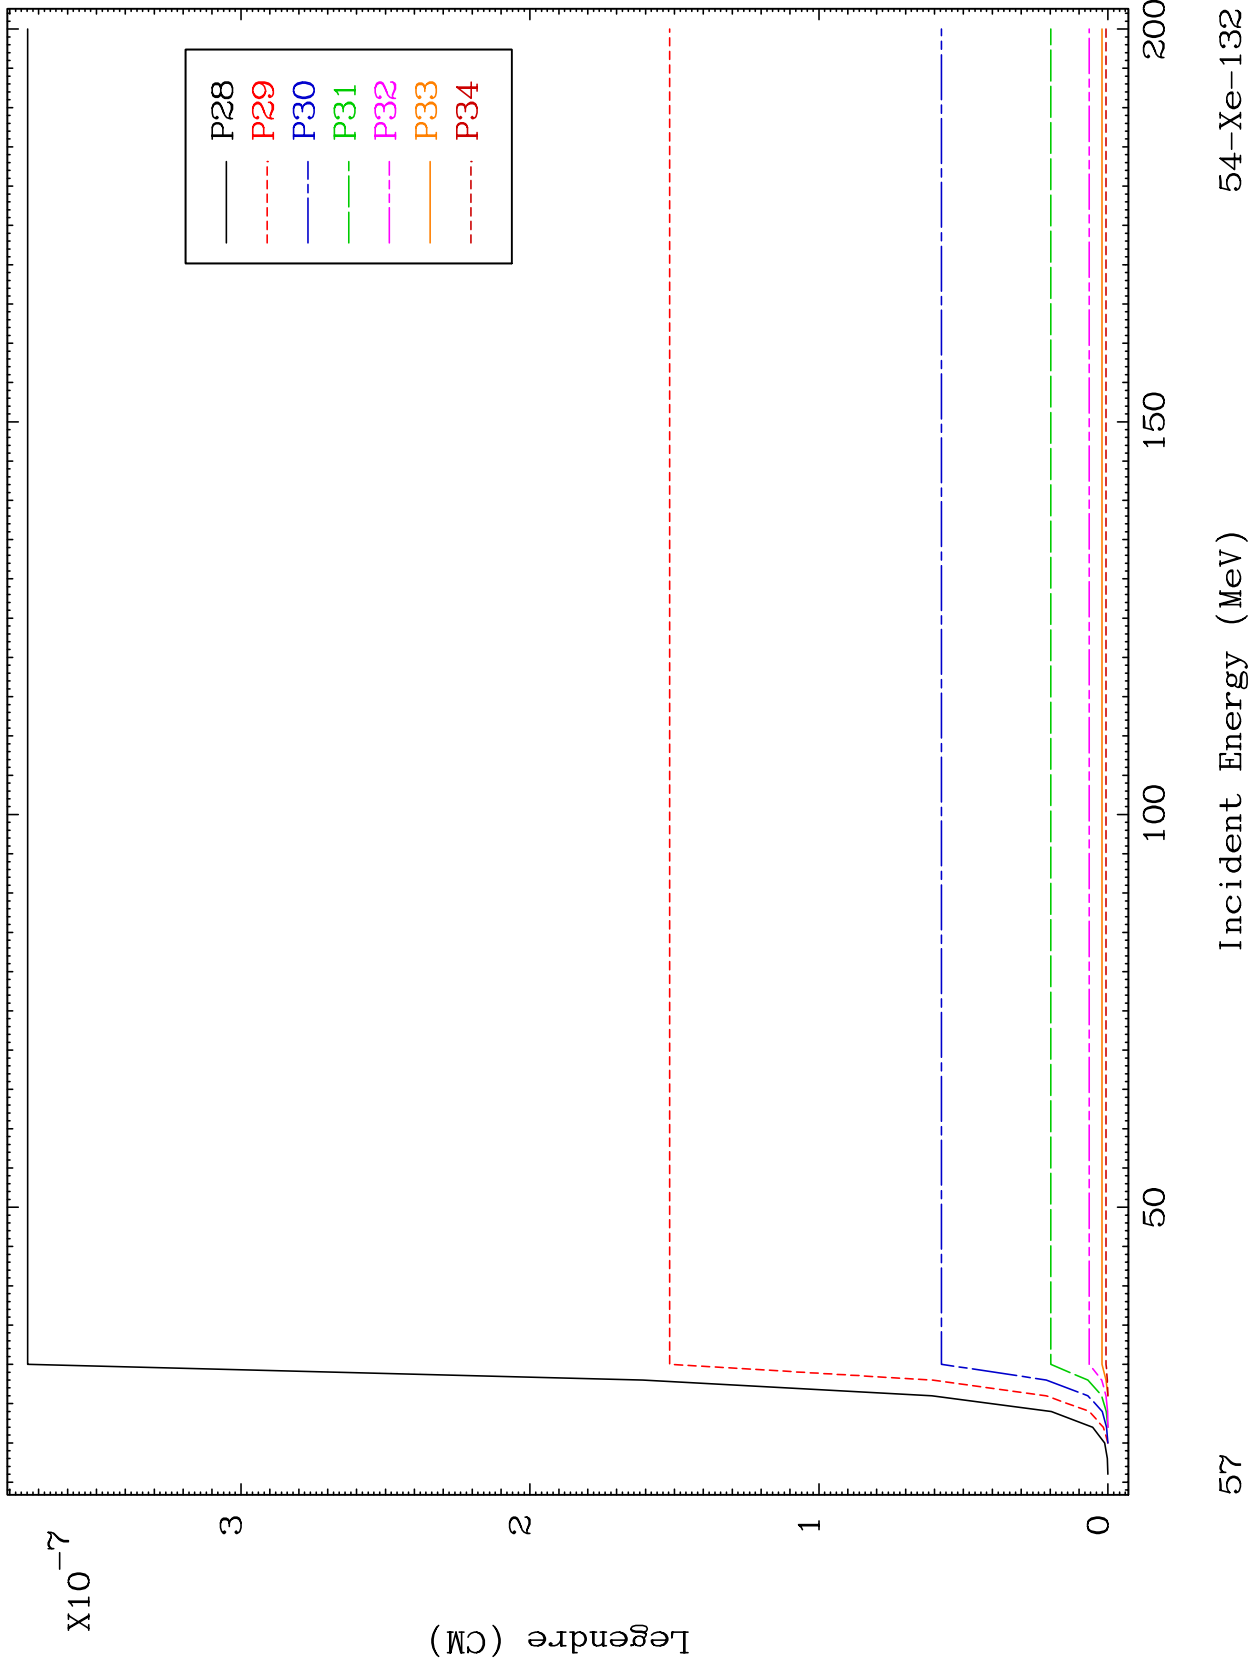 X10-7
Legendre (CM)
3
2
1
0
P28
P29
P30
P31
P32
P33
P34
50
100
150
200
57
Incident Energy (MeV)
54-Xe-132